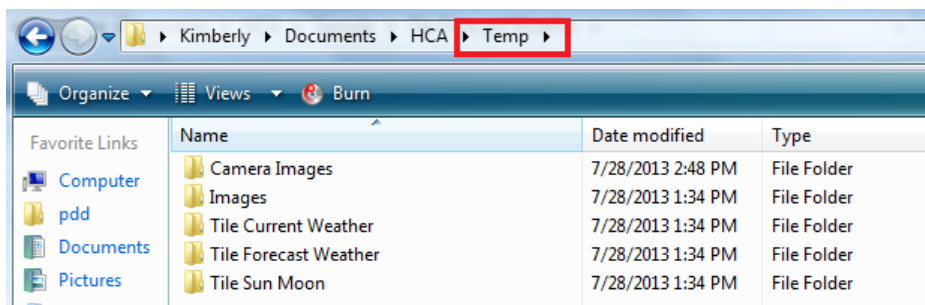 Kimberly Documents HCA Temp
Organize Views Burn
Favorite Links Name Date modified Type
Computer Camera Images 7/28/2013 2:48 PM File Folder
Images 7/28/2013 1:34 PM File Folder
pdd Tile Current Weather 7/28/2013 1:34 PM File Folder
Documents Tile Forecast Weather 7/28/2013 1:34 PM File Folder
Pictures Tile Sun Moon 7/28/2013 1:34 PM File Folder